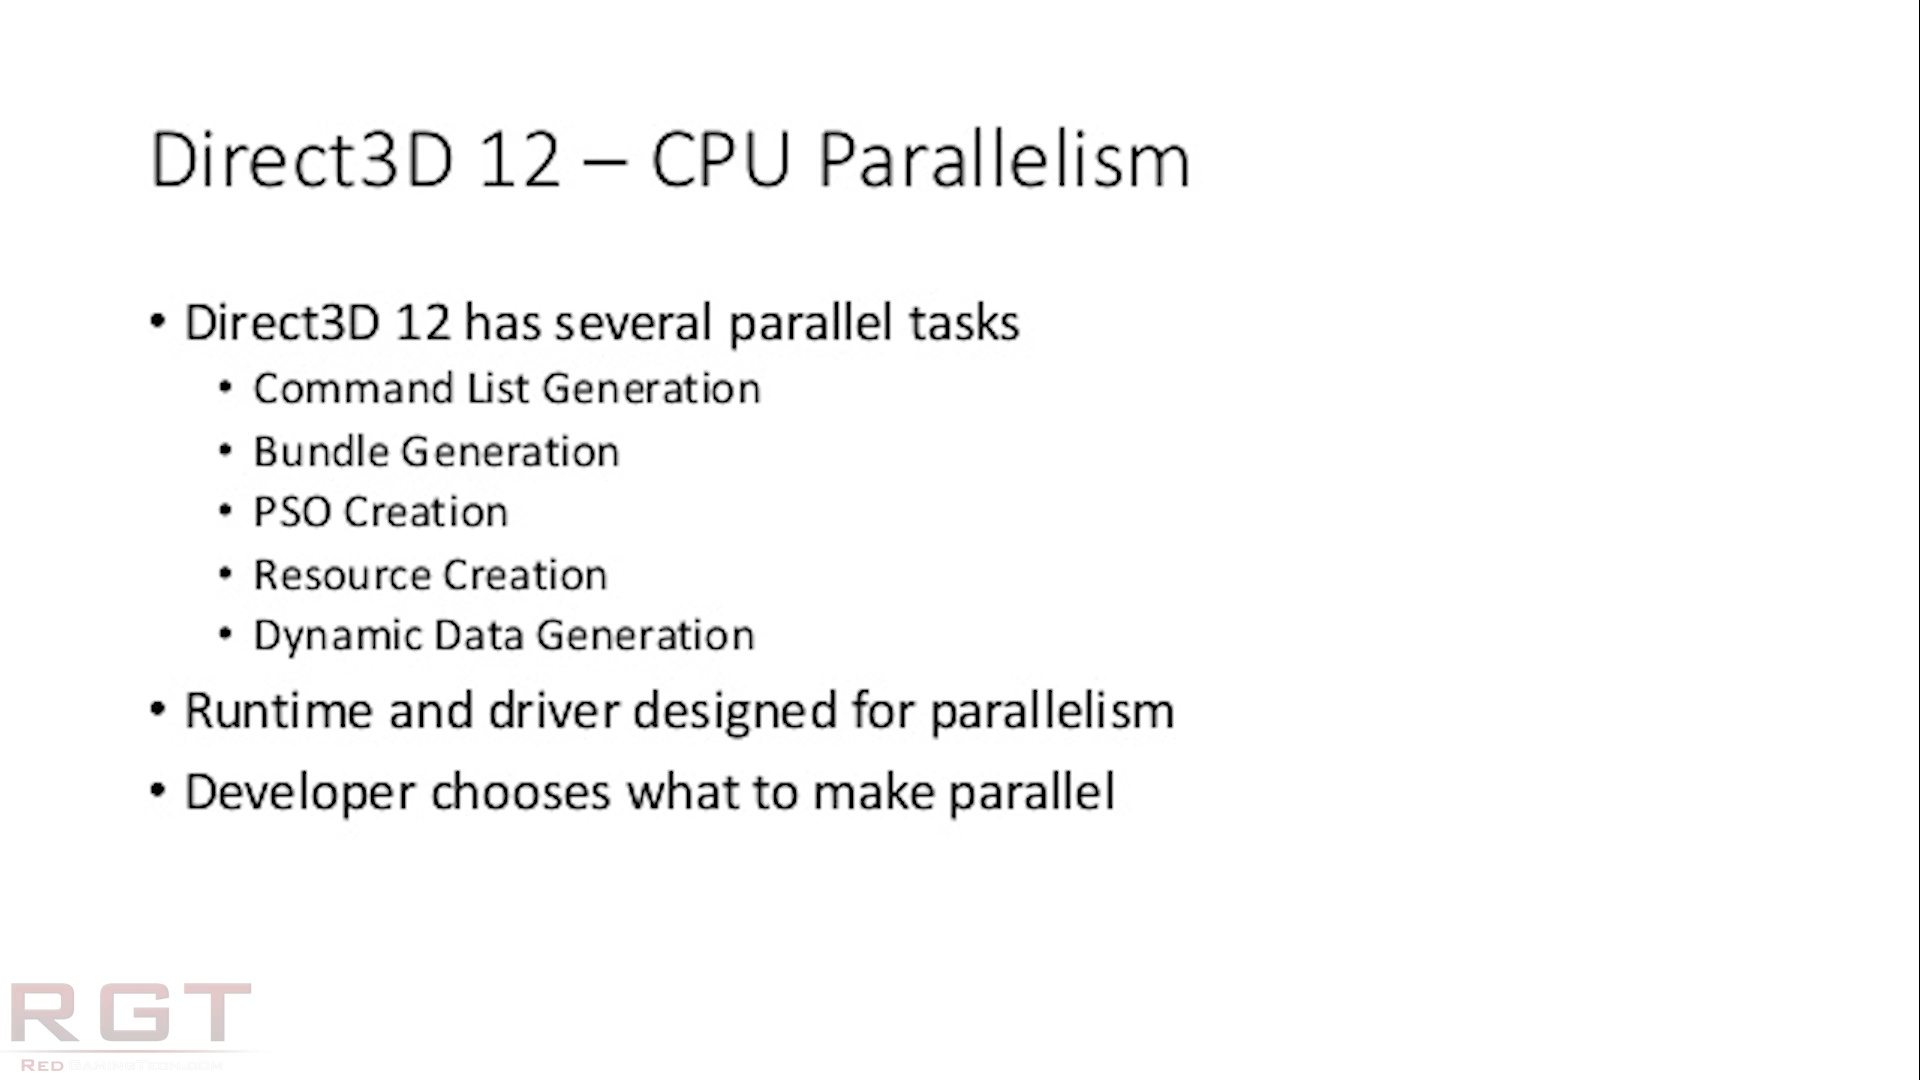 Direct3D 12 – CPU Parallelism
• Direct3D 12 has several parallel tasks
• Command List Generation
• Bundle Generation
• PSO Creation
• Resource Creation
• Dynamic Data Generation
• Runtime and driver designed for parallelism
• Developer chooses what to make parallel
RGT
RED